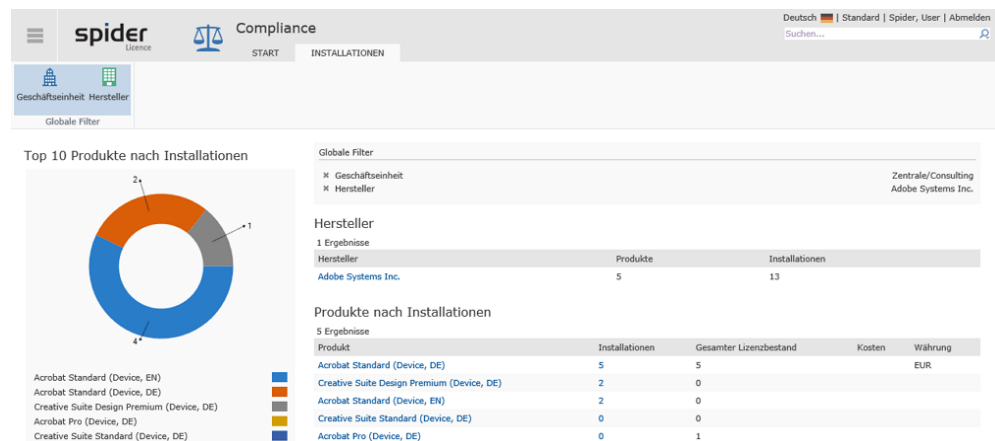 Deutsch | Standard | Spider, User | Abmelden
spider
Licence
Compliance
Suchen...
START INSTALLATIONEN
Geschäftseinheit Hersteller
Globale Filter
Top 10 Produkte nach Installationen
2
1
4
Acrobat Standard (Device, EN)
Acrobat Standard (Device, DE)
Creative Suite Design Premium (Device, DE)
Acrobat Pro (Device, DE)
Creative Suite Standard (Device, DE)
Globale Filter
Geschäftseinheit Zentrale/Consulting
Hersteller Adobe Systems Inc.
Hersteller
1 Ergebnisse
Hersteller Produkte Installationen
Adobe Systems Inc. 5 13
Produkte nach Installationen
5 Ergebnisse
Produkt Installationen Gesamter Lizenzbestand Kosten Währung
Acrobat Standard (Device, DE) 5 5 EUR
Creative Suite Design Premium (Device, DE) 2 0
Acrobat Standard (Device, EN) 2 0
Creative Suite Standard (Device, DE) 0 0
Acrobat Pro (Device, DE) 0 1